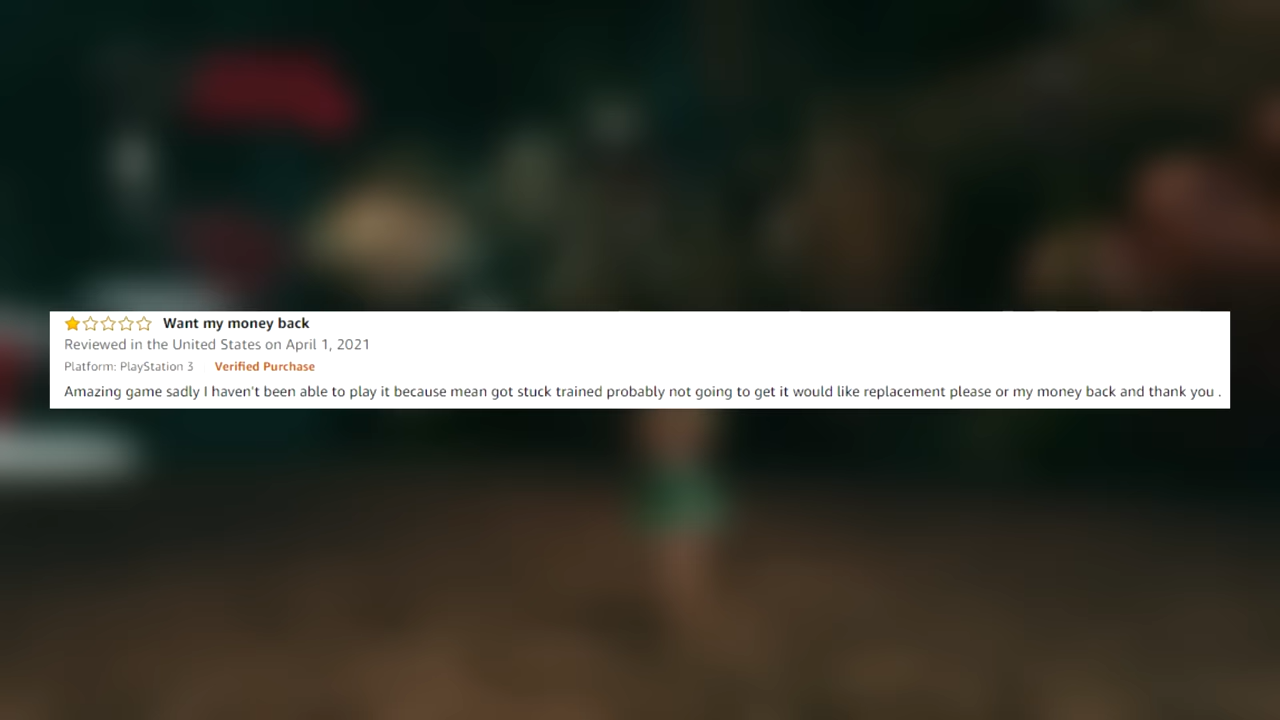 Want my money back
Reviewed in the United States on April 1, 2021
Platform: PlayStation 3 Verified Purchase
Amazing game sadly I haven't been able to play it because mean got stuck trained probably not going to get it would like replacement please or my money back and thank you .